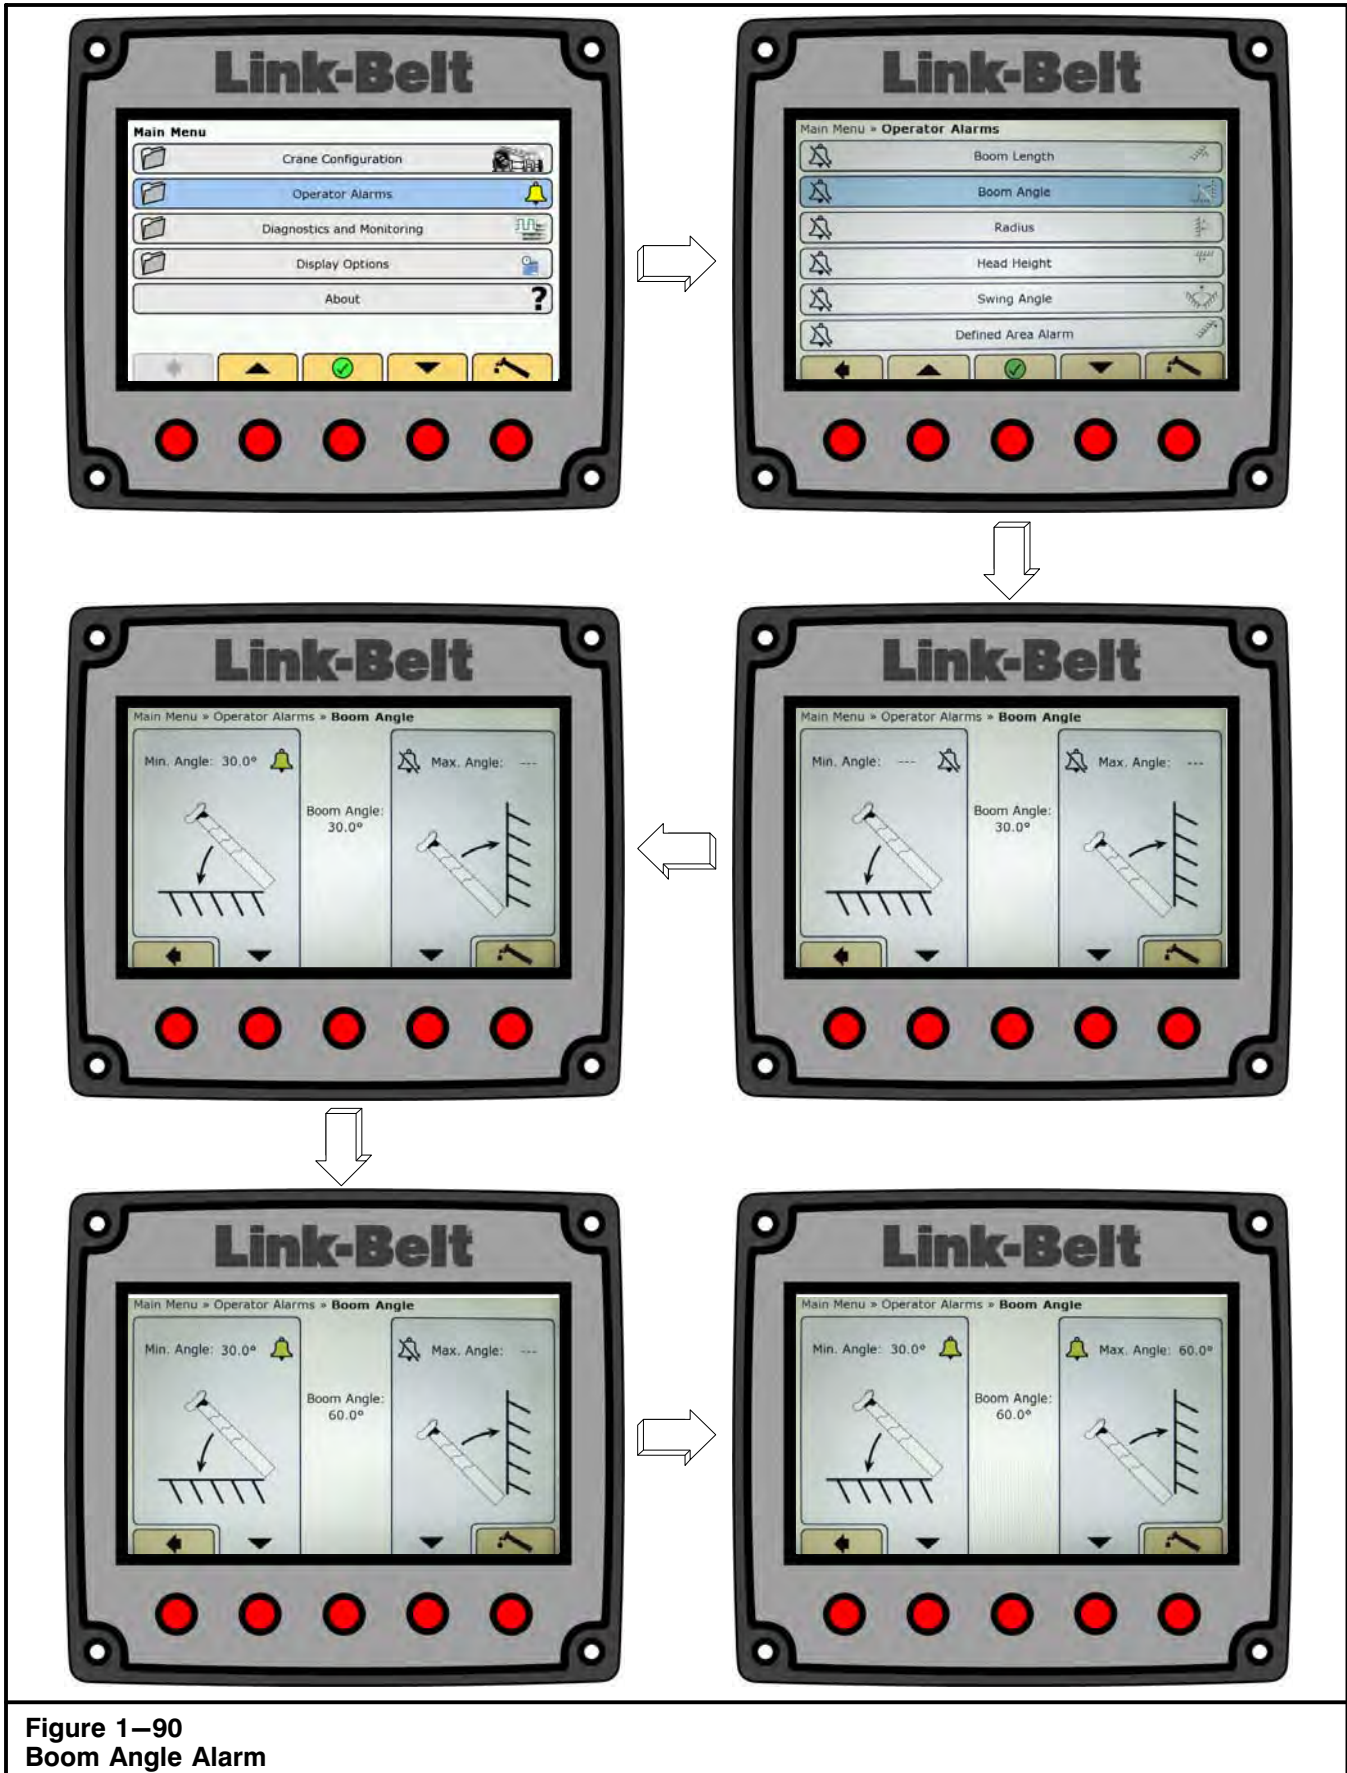 Link-Belt
Main Menu
Crane Configuration
Operator Alarms
Diagnostics and Monitoring
Display Options
About
?
Link-Belt
Main Menu » Operator Alarms
Boom Length
Boom Angle
Radius
Head Height
Swing Angle
Defined Area Alarm
Link-Belt
Main Menu » Operator Alarms » Boom Angle
Min. Angle: ---
Max. Angle: ---
Boom Angle:
30.0°
Link-Belt
Main Menu » Operator Alarms » Boom Angle
Min. Angle: 30.0°
Max. Angle: ---
Boom Angle:
30.0°
Link-Belt
Main Menu » Operator Alarms » Boom Angle
Min. Angle: 30.0°
Max. Angle: ---
Boom Angle:
60.0°
Link-Belt
Main Menu » Operator Alarms » Boom Angle
Min. Angle: 30.0°
Max. Angle: 60.0°
Boom Angle:
60.0°
Figure 1–90
Boom Angle Alarm